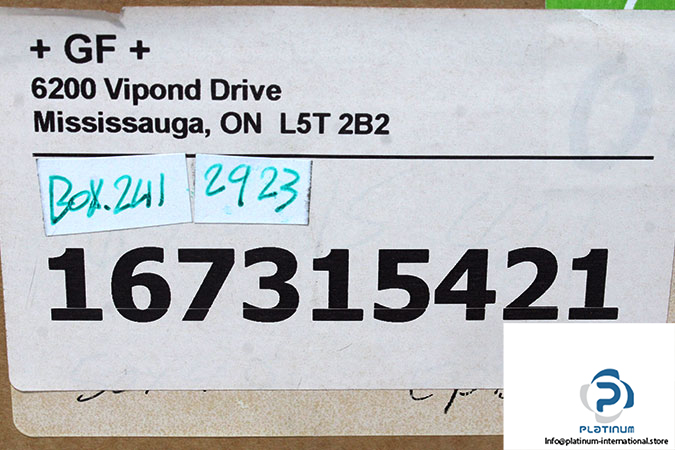 + GF +
6200 Vipond Drive
Mississauga, ON L5T 2B2
Box.241 2923
167315421
PLATINUM
Info@platinum-international.store